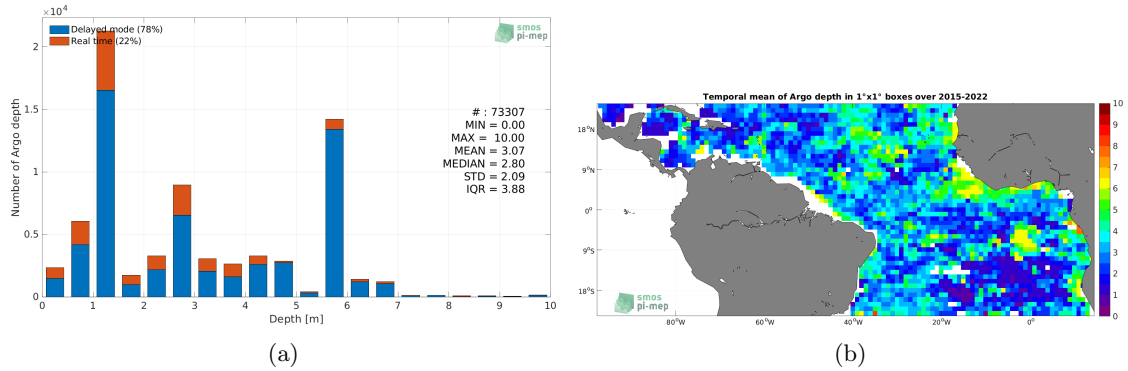 ×10⁴
Delayed mode (78%)
Real time (22%)
smos
pi-mep
Number of Argo depth
2
1.5
1
0.5
0
# : 73307
MIN = 0.00
MAX = 10.00
MEAN = 3.07
MEDIAN = 2.80
STD = 2.09
IQR = 3.88
0 1 2 3 4 5 6 7 8 9 10
Depth [m]
(a)
Temporal mean of Argo depth in 1°x1° boxes over 2015-2022
18°N
9°N
0°
9°S
18°S
80°W 60°W 40°W 20°W 0°
smos
pi-mep
10
9
8
7
6
5
4
3
2
1
0
(b)